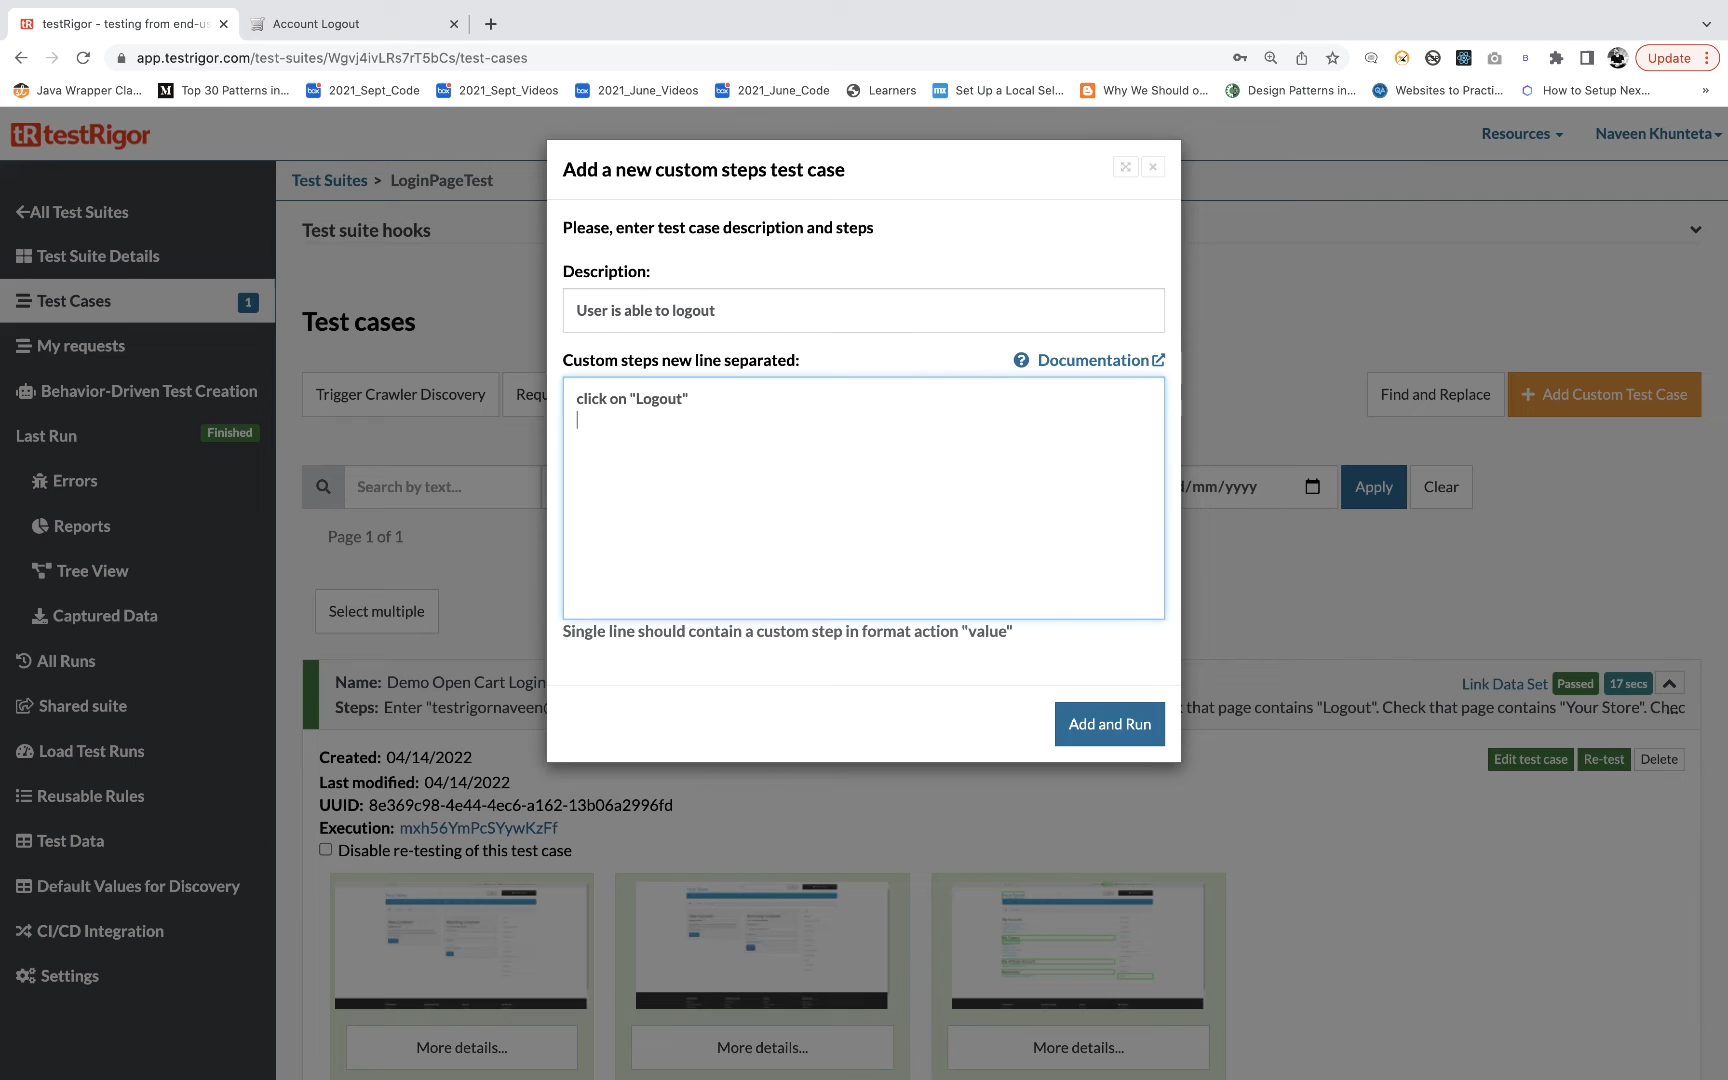 testRigor - testing from end-us
Account Logout
app.testrigor.com/test-suites/Wgvj4ivLRs7rT5bCs/test-cases
Update
Java Wrapper Cla...
Top 30 Patterns in...
2021_Sept_Code
2021_Sept_Videos
2021_June_Videos
2021_June_Code
Learners
Set Up a Local Sel...
Why We Should o...
Design Patterns in...
Websites to Practi...
How to Setup Nex...
»
tR testRigor
Resources
Naveen Khunteta
Test Suites > LoginPageTest
Test suite hooks
All Test Suites
Test Suite Details
Test Cases 1
My requests
Behavior-Driven Test Creation
Last Run Finished
Errors
Reports
Tree View
Captured Data
All Runs
Shared suite
Load Test Runs
Reusable Rules
Test Data
Default Values for Discovery
CI/CD Integration
Settings
Test cases
Trigger Crawler Discovery
Requ
Find and Replace
+ Add Custom Test Case
Search by text...
d/mm/yyyy
Apply
Clear
Page 1 of 1
Select multiple
Add a new custom steps test case
Please, enter test case description and steps
Description:
User is able to logout
Custom steps new line separated:
Documentation
click on "Logout"
Single line should contain a custom step in format action "value"
Add and Run
Name: Demo Open Cart Login
Link Data Set Passed 17 secs
Steps: Enter "testrigornaveen@
that page contains "Logout". Check that page contains "Your Store". Chec
Created: 04/14/2022
Edit test case Re-test Delete
Last modified: 04/14/2022
UUID: 8e369c98-4e44-4ec6-a162-13b06a2996fd
Execution: mxh56YmPcSYywKzFf
Disable re-testing of this test case
More details...
More details...
More details...